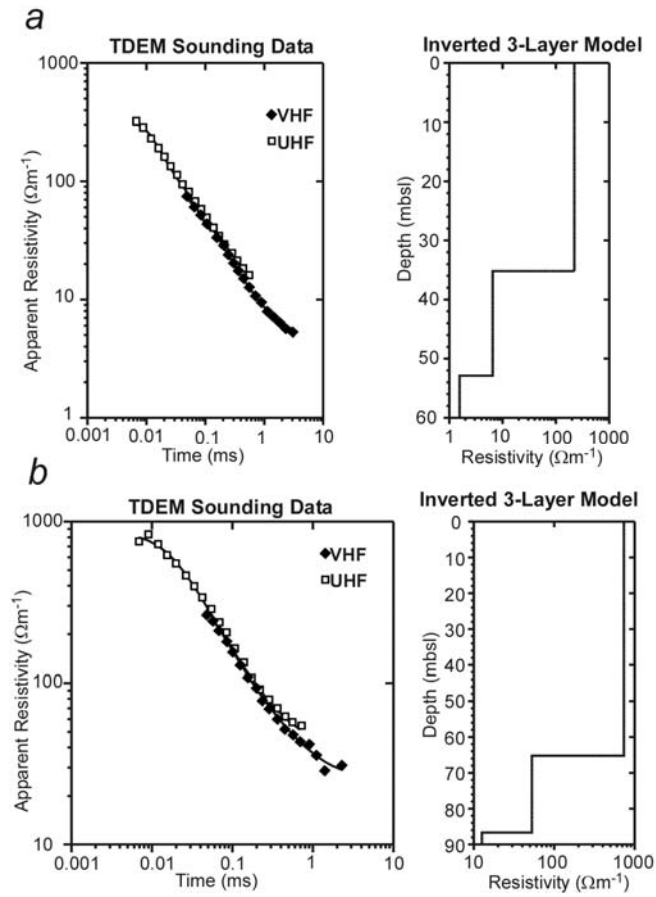 a
TDEM Sounding Data
1000
100
10
1
0.001
0.01
0.1
1
10
Time (ms)
Apparent Resistivity (Ωm⁻¹)
VHF
UHF
Inverted 3-Layer Model
0
10
20
30
40
50
60
1
10
100
1000
Depth (mbsl)
Resistivity (Ωm⁻¹)
b
TDEM Sounding Data
1000
100
10
0.001
0.01
0.1
1
10
Time (ms)
Apparent Resistivity (Ωm⁻¹)
VHF
UHF
Inverted 3-Layer Model
0
10
20
30
40
50
60
70
80
90
10
100
1000
Depth (mbsl)
Resistivity (Ωm⁻¹)